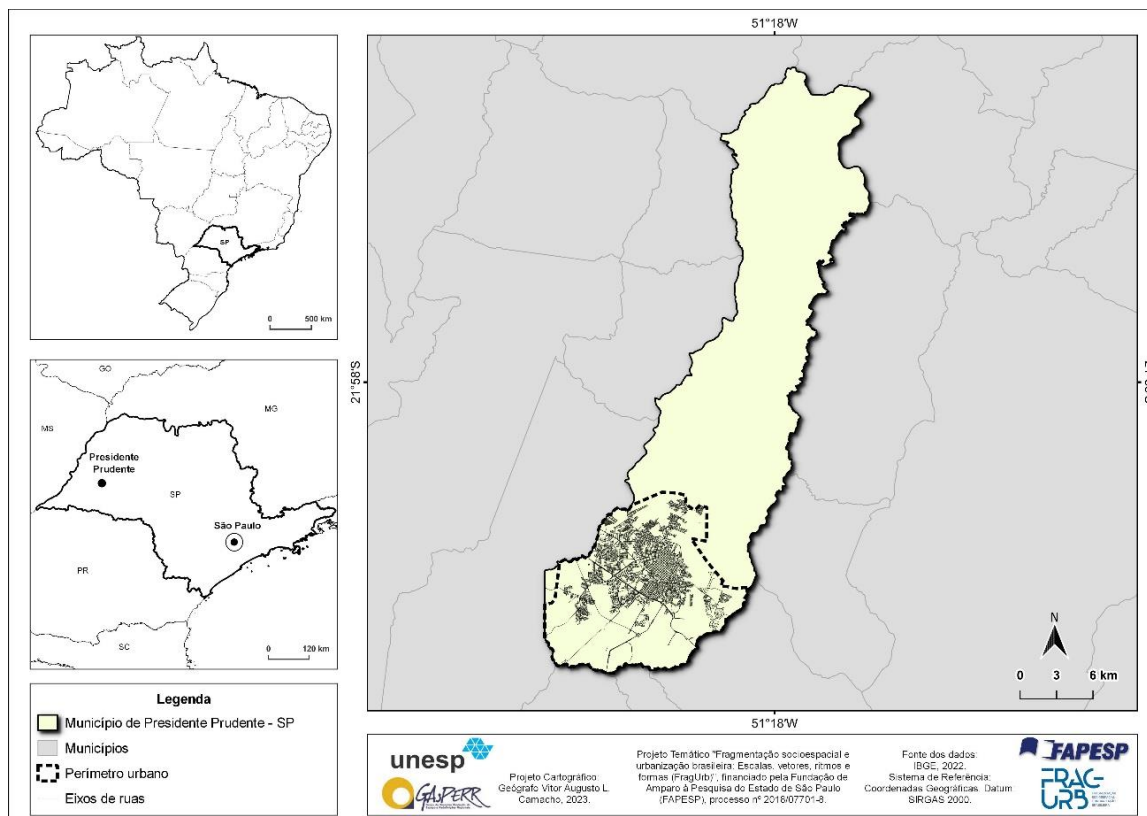 SP
0 500 km
GO
MG
MS
Presidente
Prudente
SP
São Paulo
PR
SC
0 120 km
Legenda
Município de Presidente Prudente - SP
Municípios
Perímetro urbano
Eixos de ruas
51°18'W
21°58'S
N
0 3 6 km
51°18'W
unesp
GAsPERR
Projeto Cartográfico:
Geógrafo Vitor Augusto L.
Camacho, 2023.
Projeto Temático "Fragmentação socioespacial e
urbanização brasileira: Escalas, vetores, ritmos e
formas (FragUrb)", financiado pela Fundação de
Amparo à Pesquisa do Estado de São Paulo
(FAPESP), processo nº 2018/07701-8.
Fonte dos dados:
IBGE, 2022.
Sistema de Referência:
Coordenadas Geográficas. Datum
SIRGAS 2000.
FAPESP
FRAG-
URB